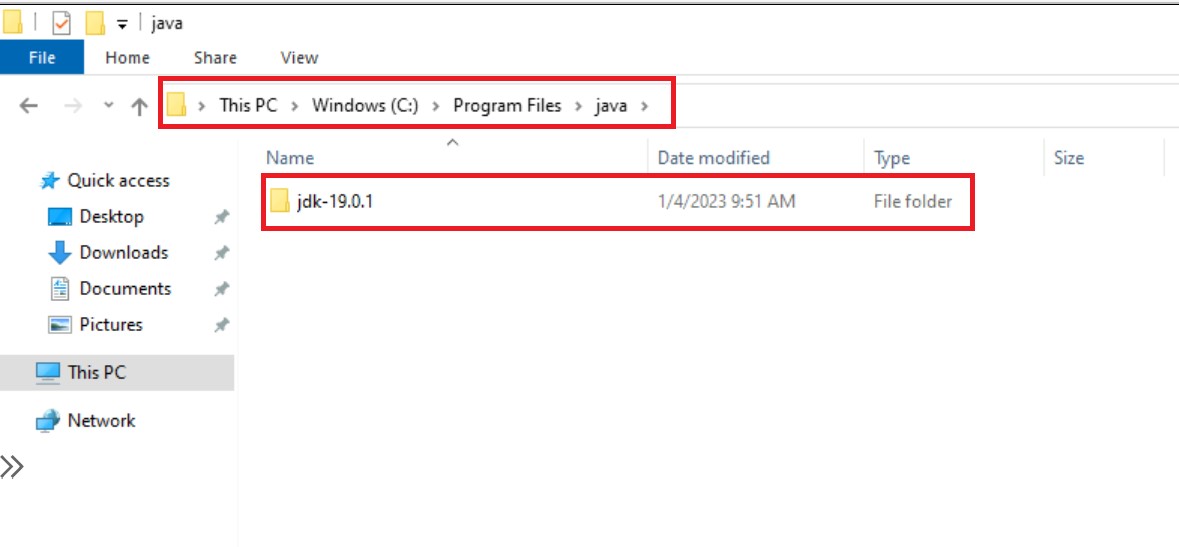 java
File Home Share View
This PC > Windows (C:) > Program Files > java >
Name Date modified Type Size
Quick access
jdk-19.0.1 1/4/2023 9:51 AM File folder
Desktop
Downloads
Documents
Pictures
This PC
Network